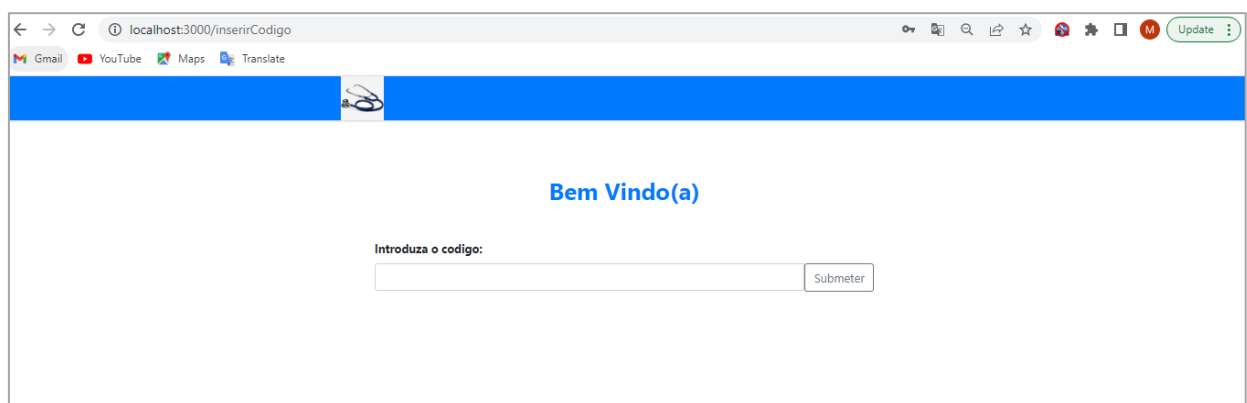 localhost:3000/inserirCodigo
M
Update
Gmail YouTube Maps Translate
Bem Vindo(a)
Introduza o codigo:
Submeter